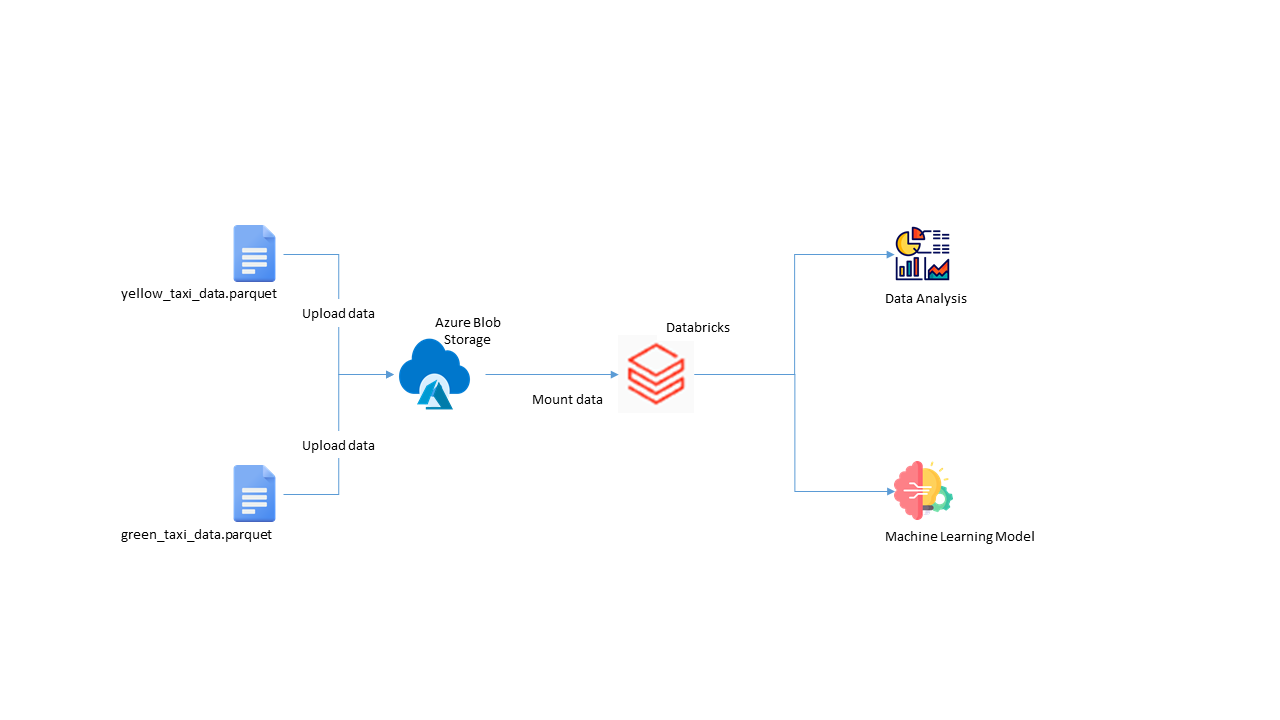 yellow_taxi_data.parquet
Upload data
Azure Blob
Storage
Mount data
Databricks
Data Analysis
Upload data
green_taxi_data.parquet
Machine Learning Model